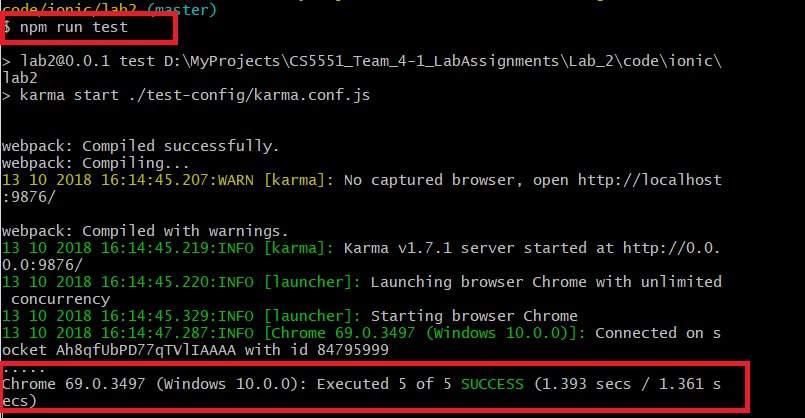 code/ionic/lab2 (master)
$ npm run test
> lab2@0.0.1 test D:\MyProjects\CS5551_Team_4-1_LabAssignments\Lab_2\code\ionic\
lab2
> karma start ./test-config/karma.conf.js
webpack: Compiled successfully.
webpack: Compiling...
13 10 2018 16:14:45.207:WARN [karma]: No captured browser, open http://localhost
:9876/
webpack: Compiled with warnings.
13 10 2018 16:14:45.219:INFO [karma]: Karma v1.7.1 server started at http://0.0.
0.0:9876/
13 10 2018 16:14:45.220:INFO [launcher]: Launching browser Chrome with unlimited
 concurrency
13 10 2018 16:14:45.329:INFO [launcher]: Starting browser Chrome
13 10 2018 16:14:47.287:INFO [Chrome 69.0.3497 (Windows 10.0.0)]: Connected on s
ocket Ah8qfUbPD77qTVlIAAAA with id 84795999
.....
Chrome 69.0.3497 (Windows 10.0.0): Executed 5 of 5 SUCCESS (1.393 secs / 1.361 s
ecs)